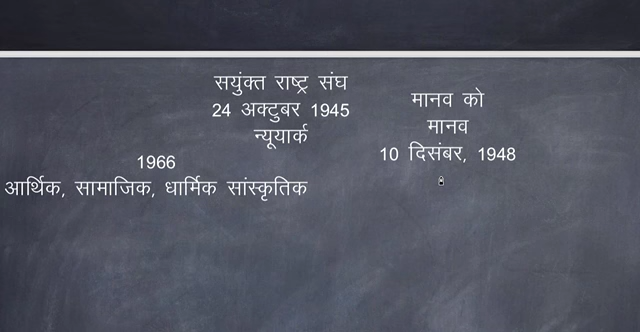 सयुंक्त राष्ट्र संघ
24 अक्टुबर 1945
न्यूयार्क
मानव को
मानव
10 दिसंबर, 1948
1966
आर्थिक, सामाजिक, धार्मिक सांस्कृतिक